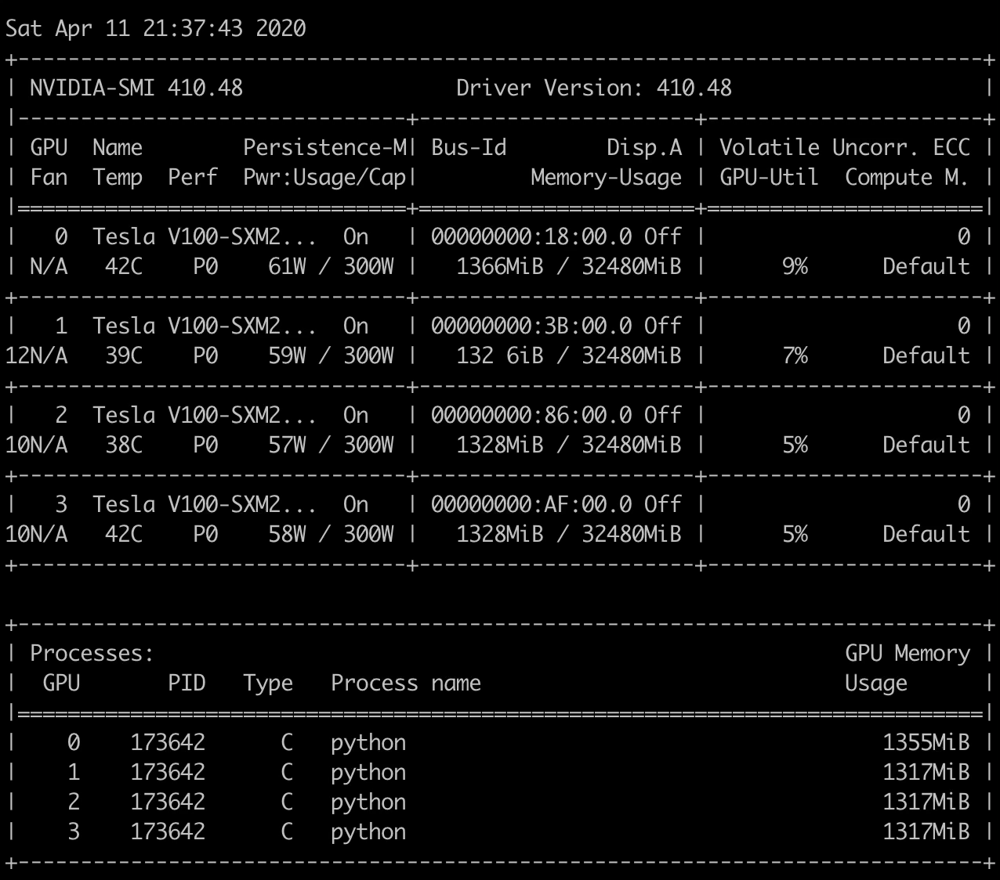 Sat Apr 11 21:37:43 2020
+-----------------------------------------------------------------------------+
| NVIDIA-SMI 410.48                 Driver Version: 410.48                    |
|-------------------------------+----------------------+----------------------+
| GPU  Name        Persistence-M| Bus-Id        Disp.A | Volatile Uncorr. ECC |
| Fan  Temp  Perf  Pwr:Usage/Cap|         Memory-Usage | GPU-Util  Compute M. |
|===============================+======================+======================|
|   0  Tesla V100-SXM2...  On   | 00000000:18:00.0 Off |                    0 |
| N/A   42C    P0    61W / 300W |   1366MiB / 32480MiB |      9%      Default |
+-------------------------------+----------------------+----------------------+
|   1  Tesla V100-SXM2...  On   | 00000000:3B:00.0 Off |                    0 |
12N/A   39C    P0    59W / 300W |   132 6iB / 32480MiB |      7%      Default |
+-------------------------------+----------------------+----------------------+
|   2  Tesla V100-SXM2...  On   | 00000000:86:00.0 Off |                    0 |
10N/A   38C    P0    57W / 300W |   1328MiB / 32480MiB |      5%      Default |
+-------------------------------+----------------------+----------------------+
|   3  Tesla V100-SXM2...  On   | 00000000:AF:00.0 Off |                    0 |
10N/A   42C    P0    58W / 300W |   1328MiB / 32480MiB |      5%      Default |
+-------------------------------+----------------------+----------------------+

+-----------------------------------------------------------------------------+
| Processes:                                                       GPU Memory |
|  GPU       PID   Type   Process name                             Usage      |
|=============================================================================|
|    0    173642      C   python                                      1355MiB |
|    1    173642      C   python                                      1317MiB |
|    2    173642      C   python                                      1317MiB |
|    3    173642      C   python                                      1317MiB |
+-----------------------------------------------------------------------------+